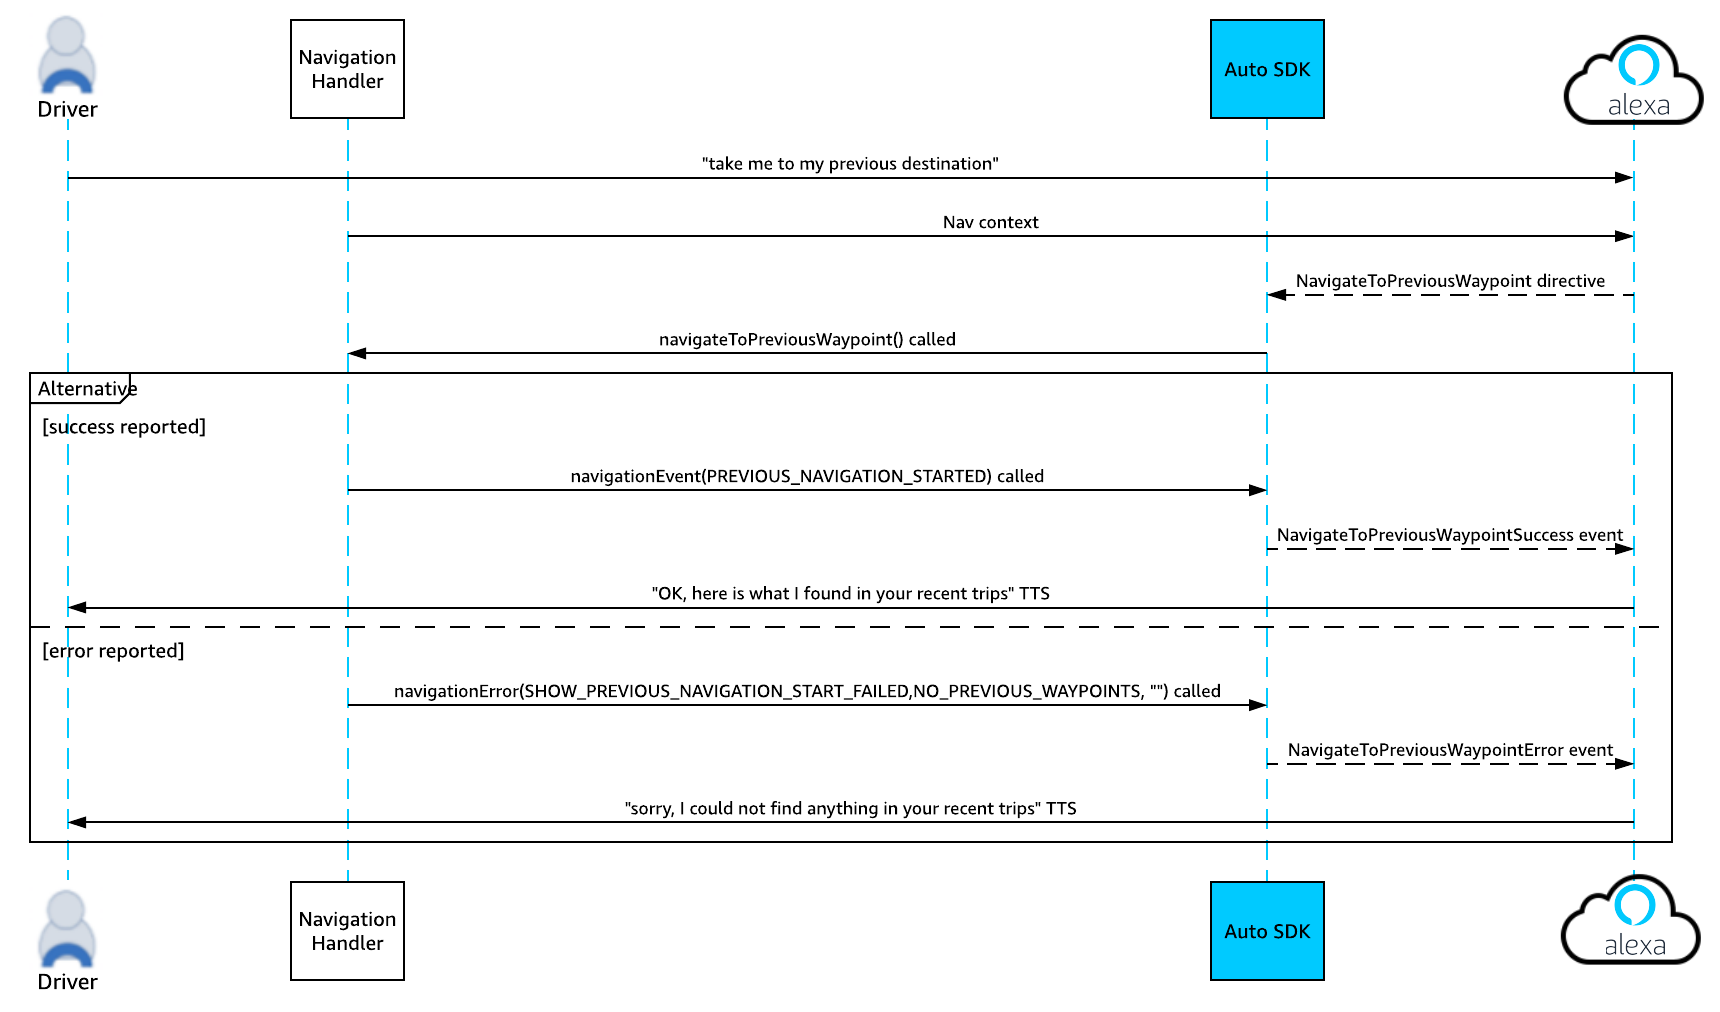 Driver
Navigation
Handler
Auto SDK
alexa
"take me to my previous destination"
Nav context
NavigateToPreviousWaypoint directive
navigateToPreviousWaypoint() called
Alternative
[success reported]
navigationEvent(PREVIOUS_NAVIGATION_STARTED) called
NavigateToPreviousWaypointSuccess event
"OK, here is what I found in your recent trips" TTS
[error reported]
navigationError(SHOW_PREVIOUS_NAVIGATION_START_FAILED,NO_PREVIOUS_WAYPOINTS, "") called
NavigateToPreviousWaypointError event
"sorry, I could not find anything in your recent trips" TTS
Driver
Navigation
Handler
Auto SDK
alexa